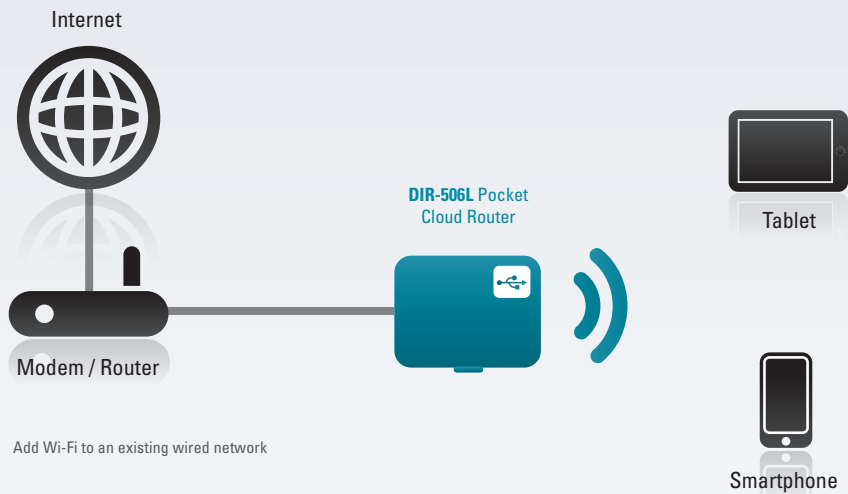 Internet
DIR-506L Pocket
Cloud Router
Tablet
Modem / Router
Add Wi-Fi to an existing wired network
Smartphone